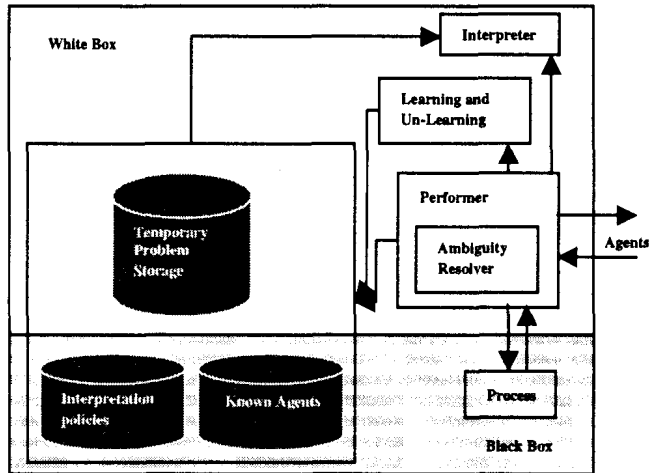 White Box
Interpreter
Learning and
Un-Learning
Temporary
Problem
Storage
Performer
Ambiguity
Resolver
Agents
Interpretation
policies
Known Agents
Process
Black Box